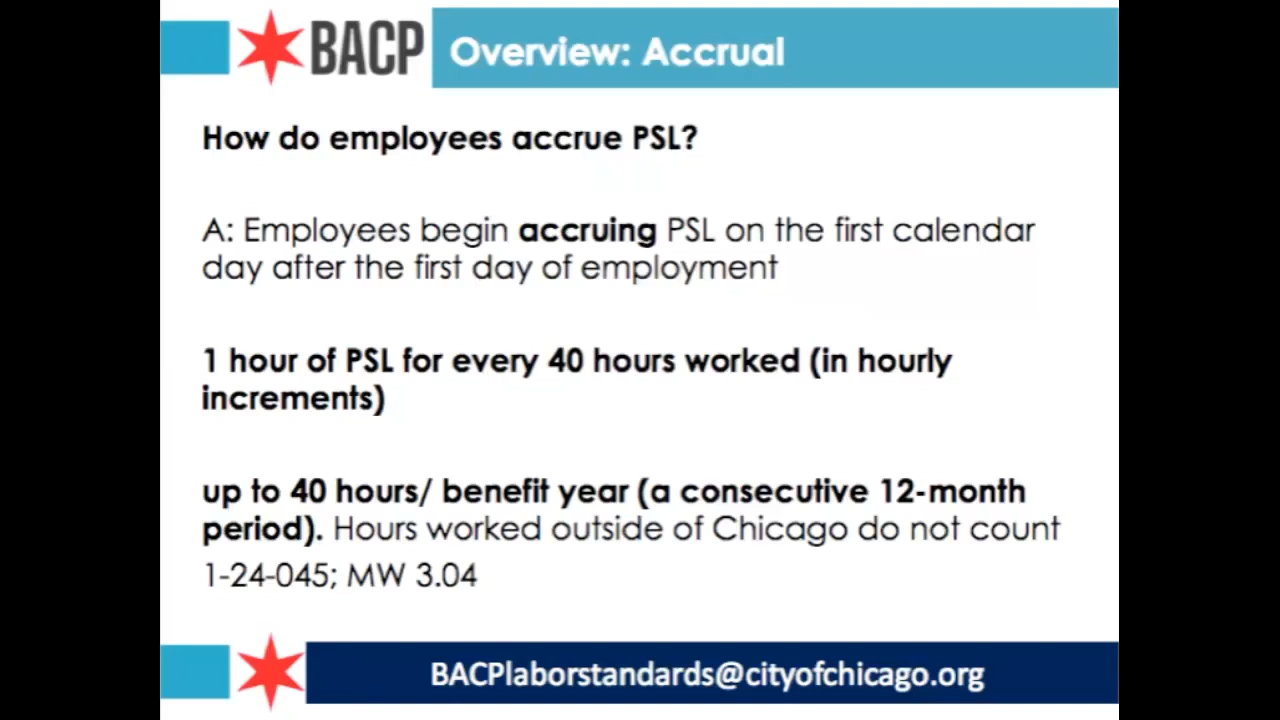 BACP
Overview: Accrual
How do employees accrue PSL?
A: Employees begin accruing PSL on the first calendar
day after the first day of employment
1 hour of PSL for every 40 hours worked (in hourly
increments)
up to 40 hours/ benefit year (a consecutive 12-month
period). Hours worked outside of Chicago do not count
1-24-045; MW 3.04
BACPlaborstandards@cityofchicago.org